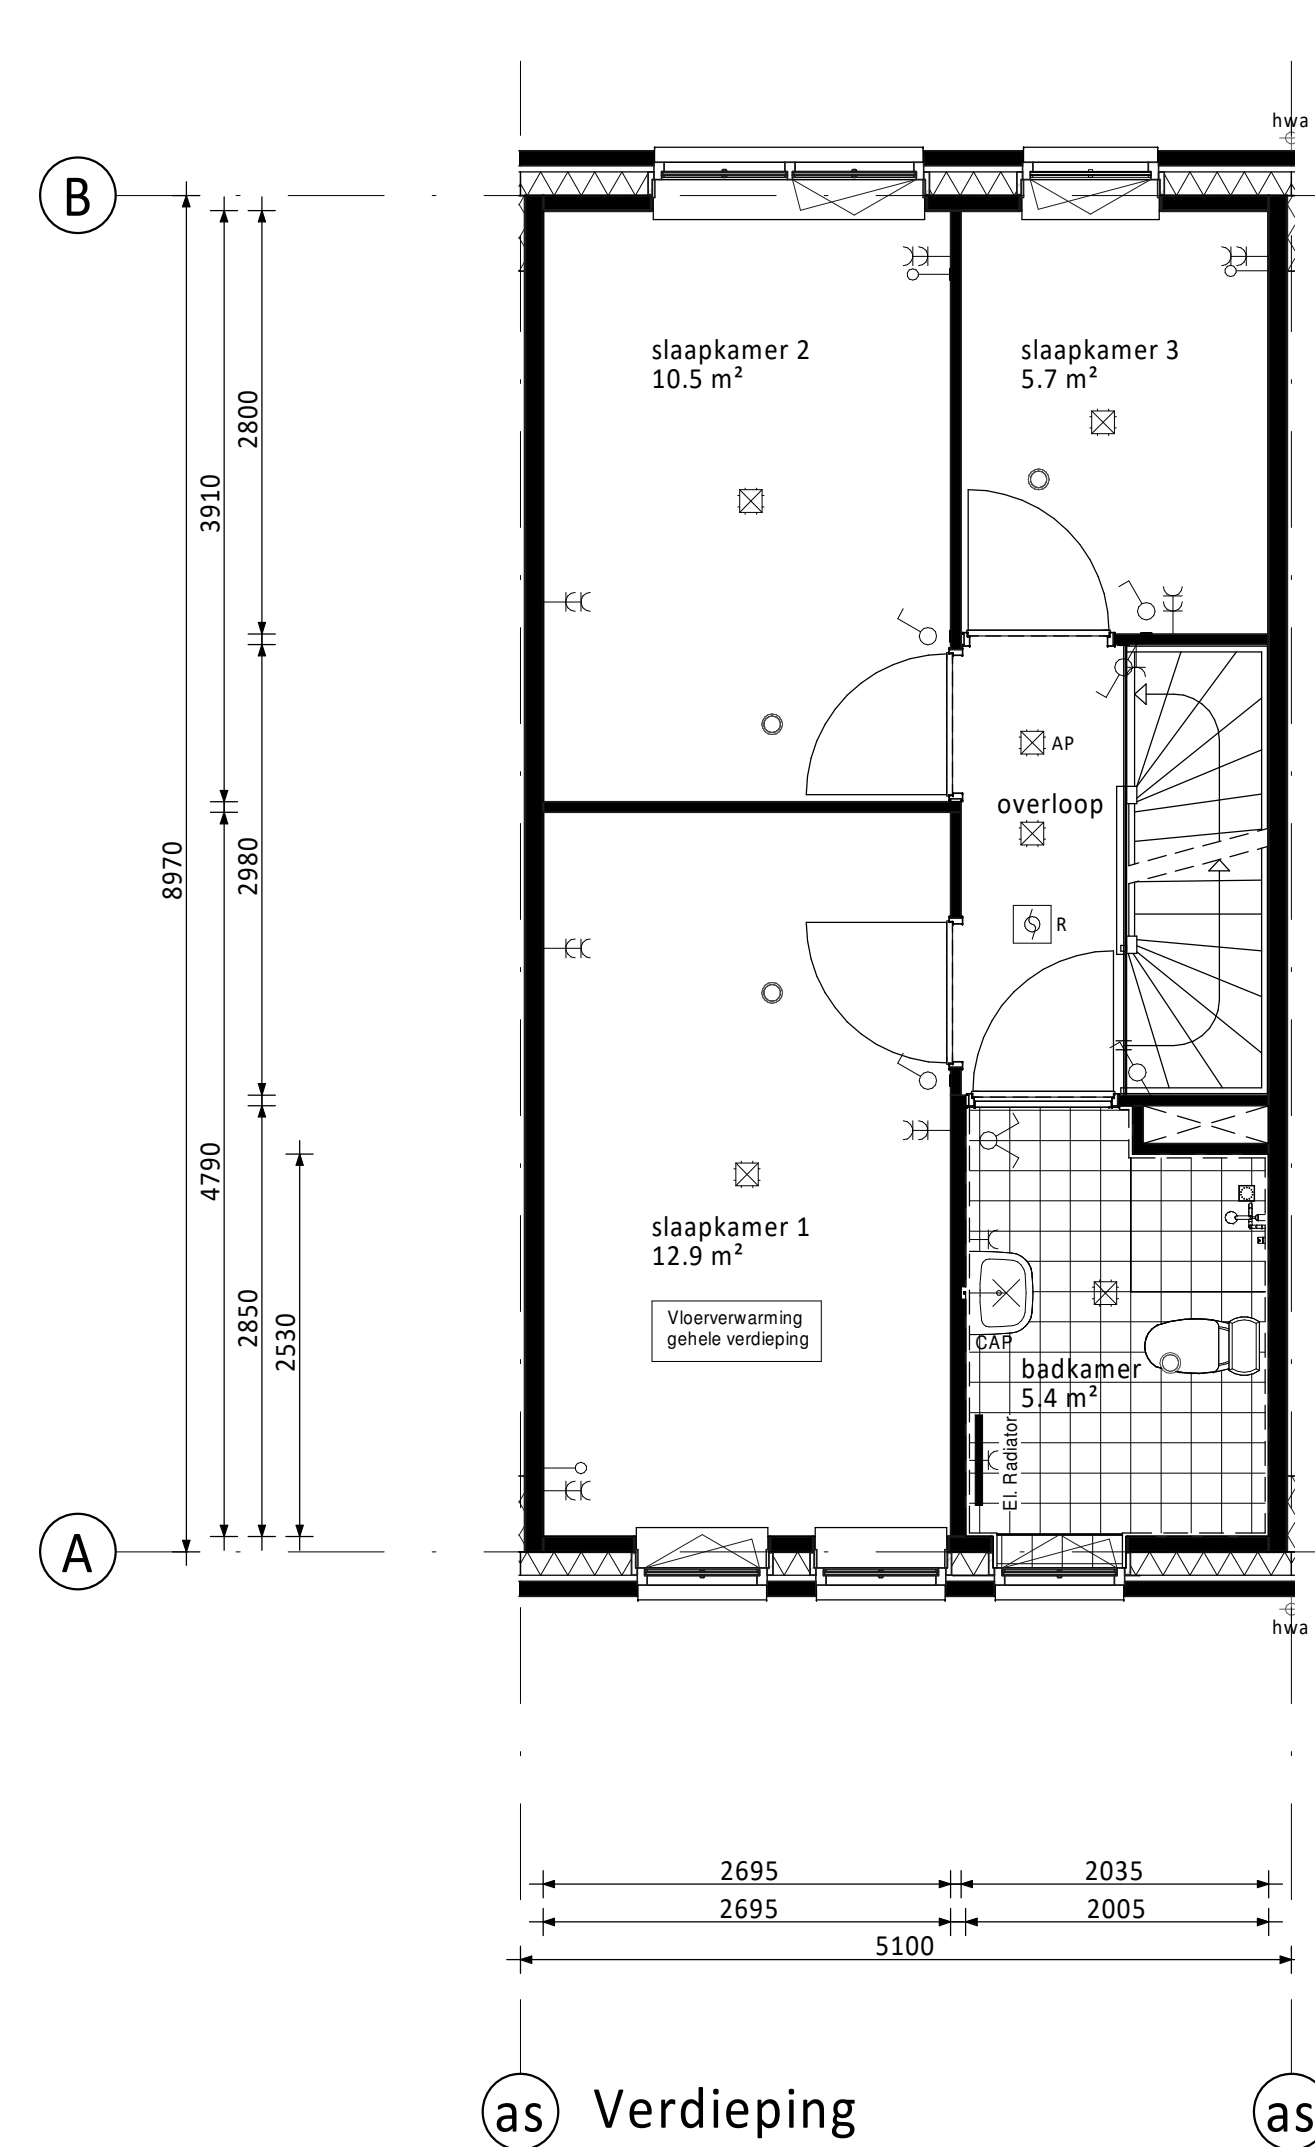 hwa
B
slaapkamer 2
10.5 m²
slaapkamer 3
5.7 m²
2800
3910
AP
overloop
8970
2980
R
4790
slaapkamer 1
12.9 m²
2850
2530
Vloerverwarming
gehele verdieping
CAP
badkamer
5.4 m²
El. Radiator
A
hwa
2695
2035
2695
2005
5100
as
Verdieping
as